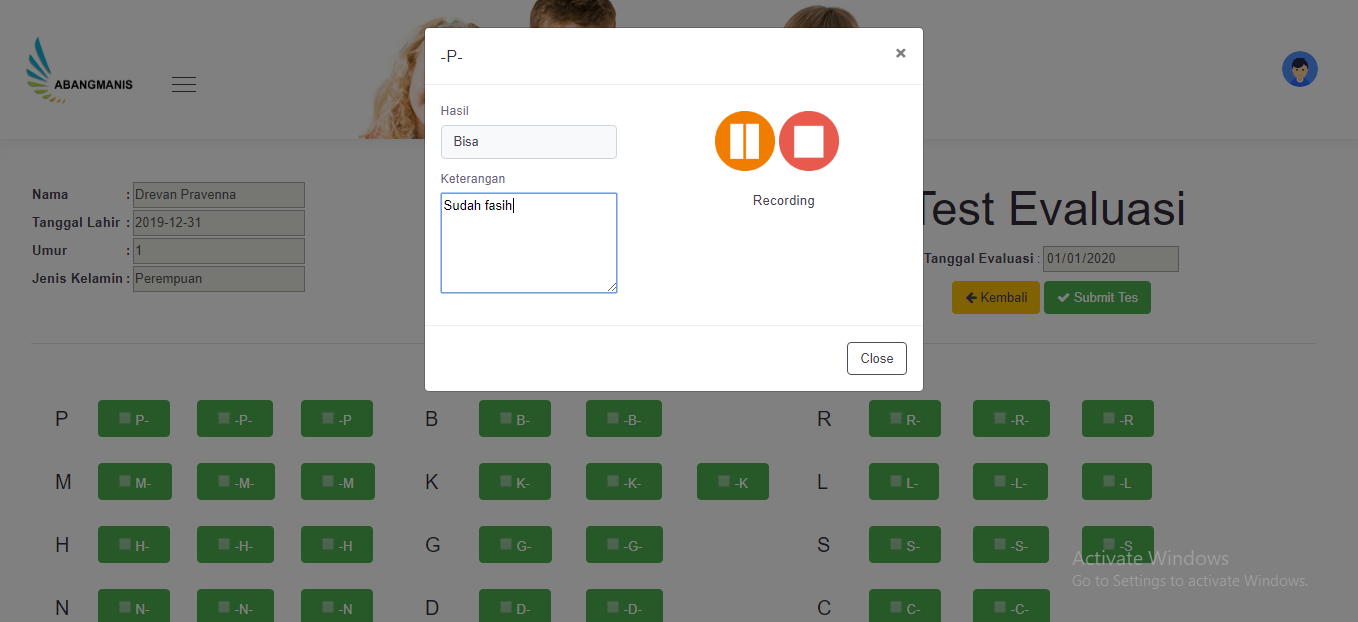 ABANGMANIS
-P-
×
Hasil
Bisa
Keterangan
Sudah fasih
Recording
Close
Nama : Drevan Pravenna
Tanggal Lahir : 2019-12-31
Umur : 1
Jenis Kelamin : Perempuan
Test Evaluasi
Tanggal Evaluasi : 01/01/2020
Kembali Submit Tes
P P- -P- -P B B- -B- R R- -R- -R
M M- -M- -M K K- -K- -K L L- -L- -L
H H- -H- -H G G- -G- S S- -S- -S
N N- -N- -N D D- -D- C C- -C-
Activate Windows
Go to Settings to activate Windows.